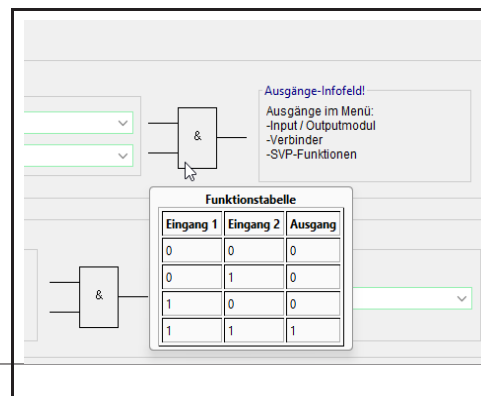 Ausgänge-Infofeld!
Ausgänge im Menü:
-Input / Outputmodul
-Verbinder
-SVP-Funktionen
&
Funktionstabelle
Eingang 1 Eingang 2 Ausgang
0 0 0
0 1 0
1 0 0
1 1 1
&